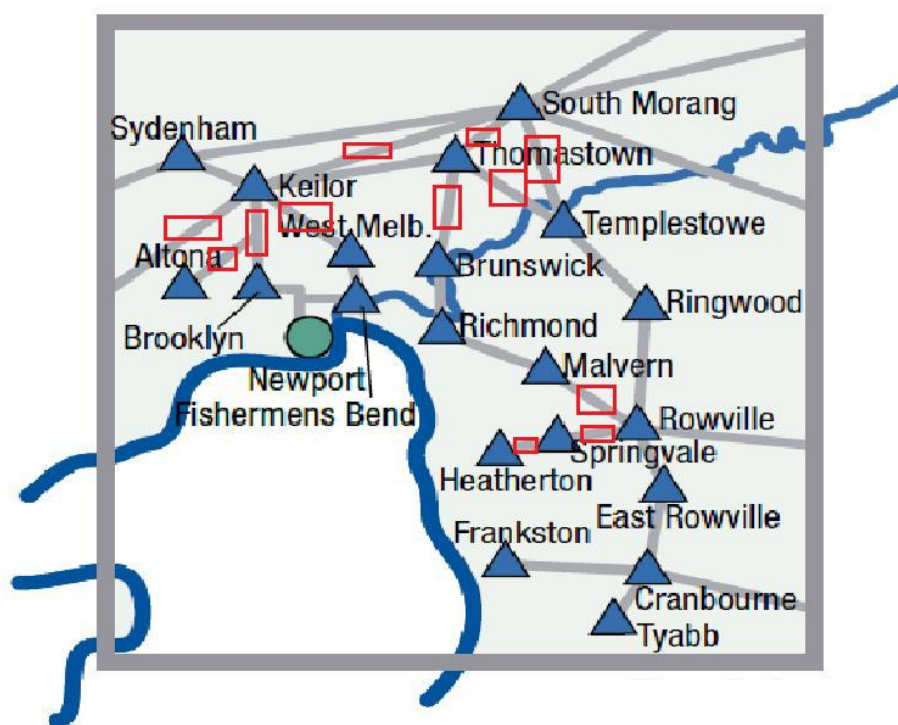 South Morang
Sydenham
Thomastown
Keilor
West Melb.
Templestowe
Altona
Brunswick
Ringwood
Brooklyn
Richmond
Malvern
Newport
Fishermens Bend
Rowville
Springvale
Heatherton
East Rowville
Frankston
Cranbourne
Tyabb